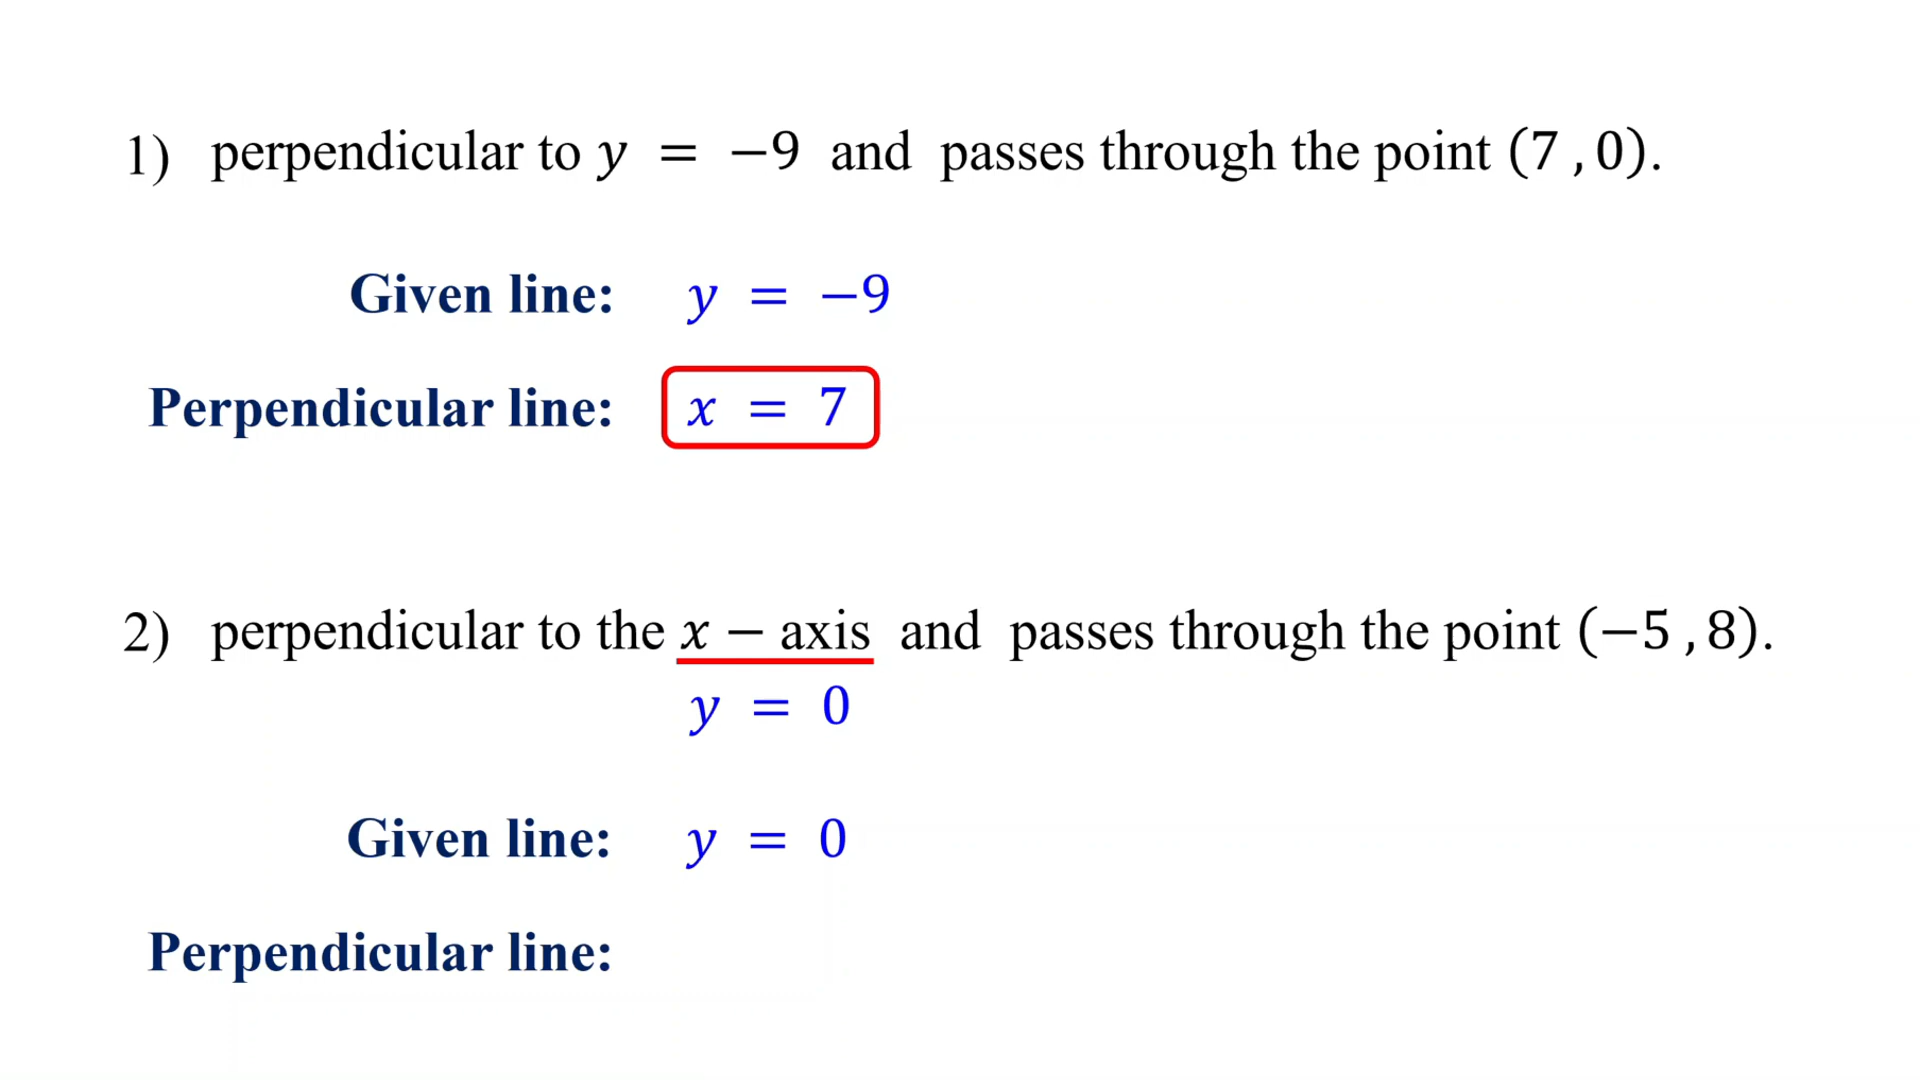 1) perpendicular to y = −9 and passes through the point (7 , 0).
Given line: y = −9
Perpendicular line: x = 7
2) perpendicular to the x − axis and passes through the point (−5 , 8).
y = 0
Given line: y = 0
Perpendicular line: